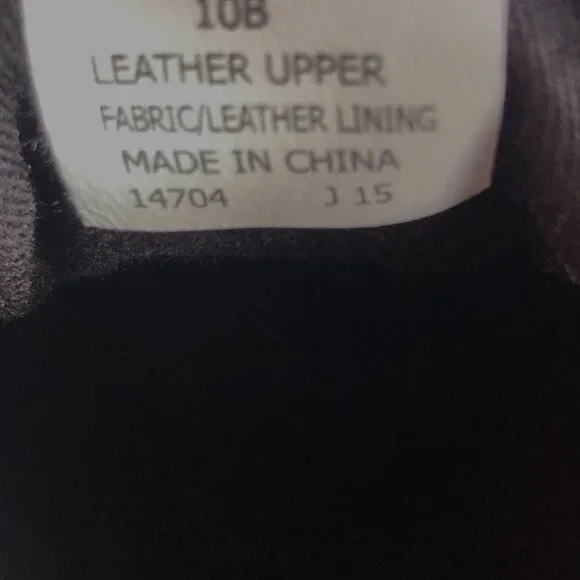 10B
LEATHER UPPER
FABRIC/LEATHER LINING
MADE IN CHINA
14704 J 15